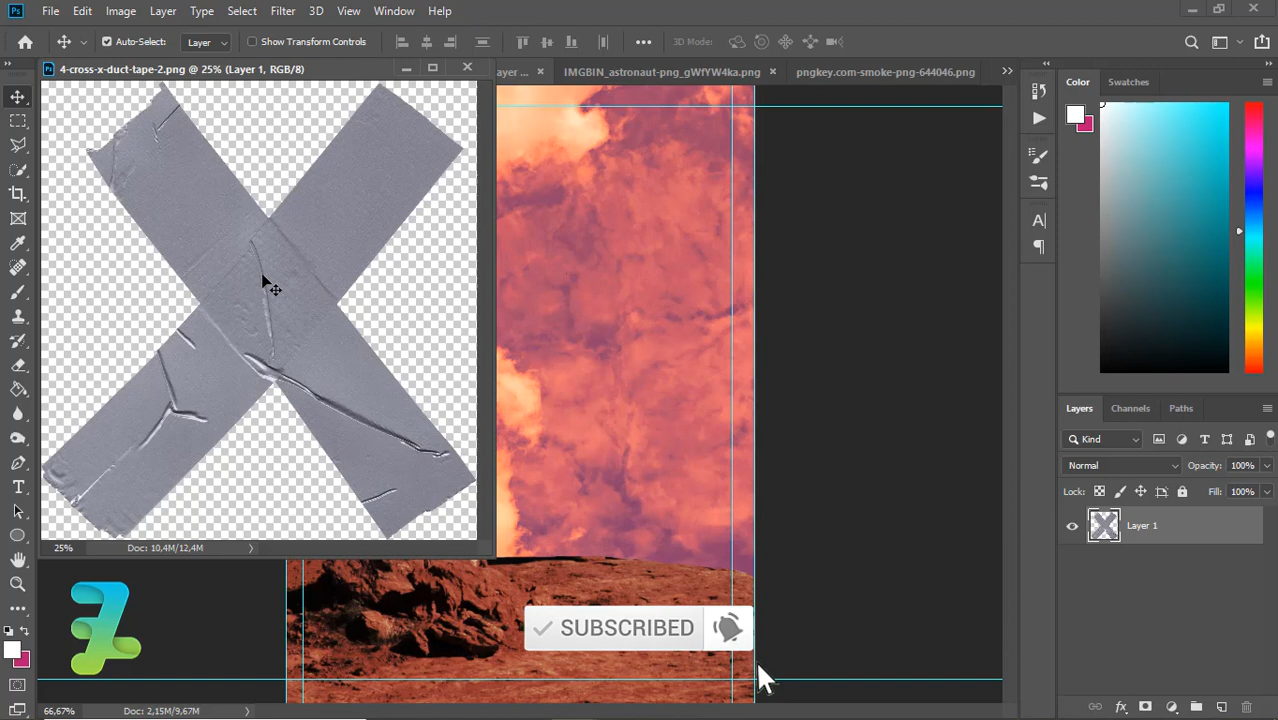 Ps File Edit Image Layer Type Select Filter 3D View Window Help
Auto-Select: Layer Show Transform Controls 3D Mode:
4-cross-x-duct-tape-2.png @ 25% (Layer 1, RGB/8)
Layer ... IMGBIN_astronaut-png_gWfYW4ka.png pngkey.com-smoke-png-644046.png
Color Swatches
Layers Channels Paths
Kind
Normal Opacity: 100%
Lock: Fill: 100%
Layer 1
25% Doc: 10,4M/12,4M
SUBSCRIBED
66,67% Doc: 2,15M/9,67M